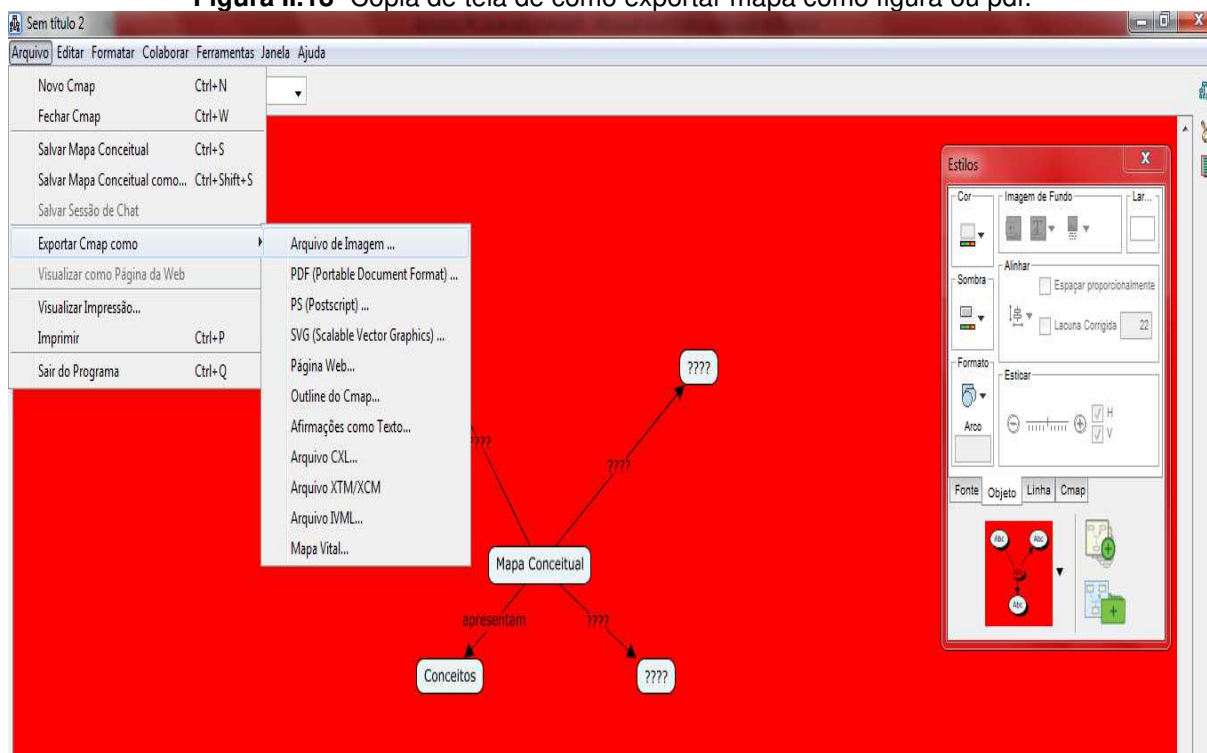 Figura II.18 Cópia de tela de como exportar mapa como figura ou pdf.
Sem título 2
Arquivo Editar Formatar Colaborar Ferramentas Janela Ajuda
Novo Cmap Ctrl+N
Fechar Cmap Ctrl+W
Salvar Mapa Conceitual Ctrl+S
Salvar Mapa Conceitual como... Ctrl+Shift+S
Salvar Sessão de Chat
Exportar Cmap como
Visualizar como Página da Web
Visualizar Impressão...
Imprimir Ctrl+P
Sair do Programa Ctrl+Q
Arquivo de Imagem ...
PDF (Portable Document Format) ...
PS (Postscript) ...
SVG (Scalable Vector Graphics) ...
Página Web...
Outline do Cmap...
Afirmações como Texto...
Arquivo CXL...
Arquivo XTM/XCM
Arquivo IVML...
Mapa Vital...
????
????
????
Mapa Conceitual
apresentam ????
Conceitos ????
Estilos
Cor Imagem de Fundo Lar...
Sombra Alinhar
Espaçar proporcionalmente
Lacuna Corrigida 22
Formato Esticar
Arco H
V
Fonte Objeto Linha Cmap
Abc Abc
Abc